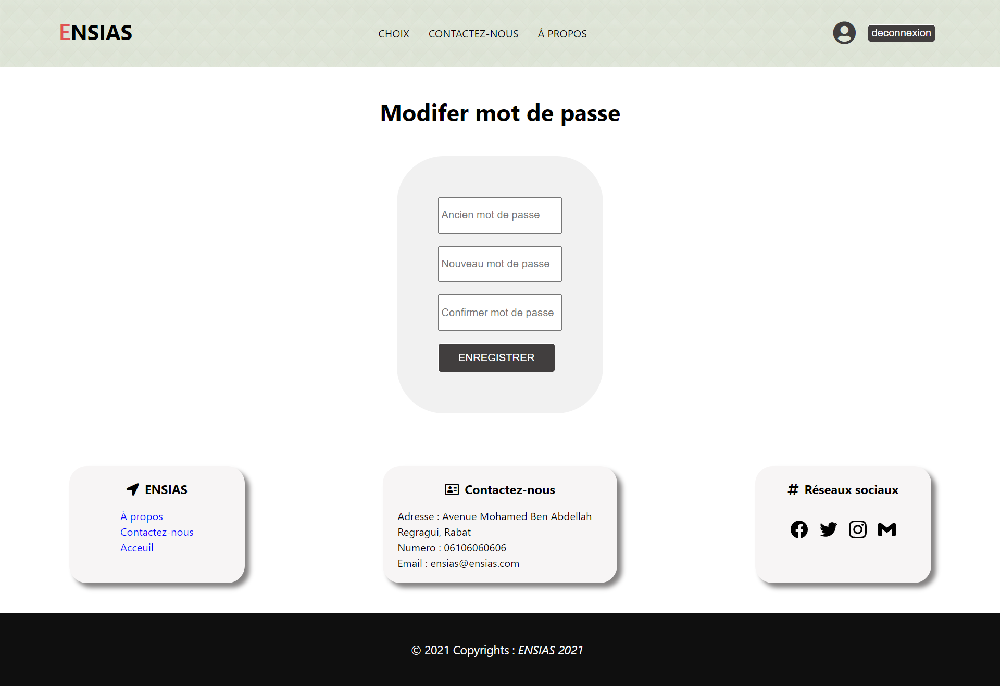 ENSIAS
CHOIX
CONTACTEZ-NOUS
Á PROPOS
deconnexion
Modifer mot de passe
Ancien mot de passe
Nouveau mot de passe
Confirmer mot de passe
ENREGISTRER
ENSIAS
À propos
Contactez-nous
Acceuil
Contactez-nous
Adresse : Avenue Mohamed Ben Abdellah
Regragui, Rabat
Numero : 06106060606
Email : ensias@ensias.com
# Réseaux sociaux
© 2021 Copyrights : ENSIAS 2021